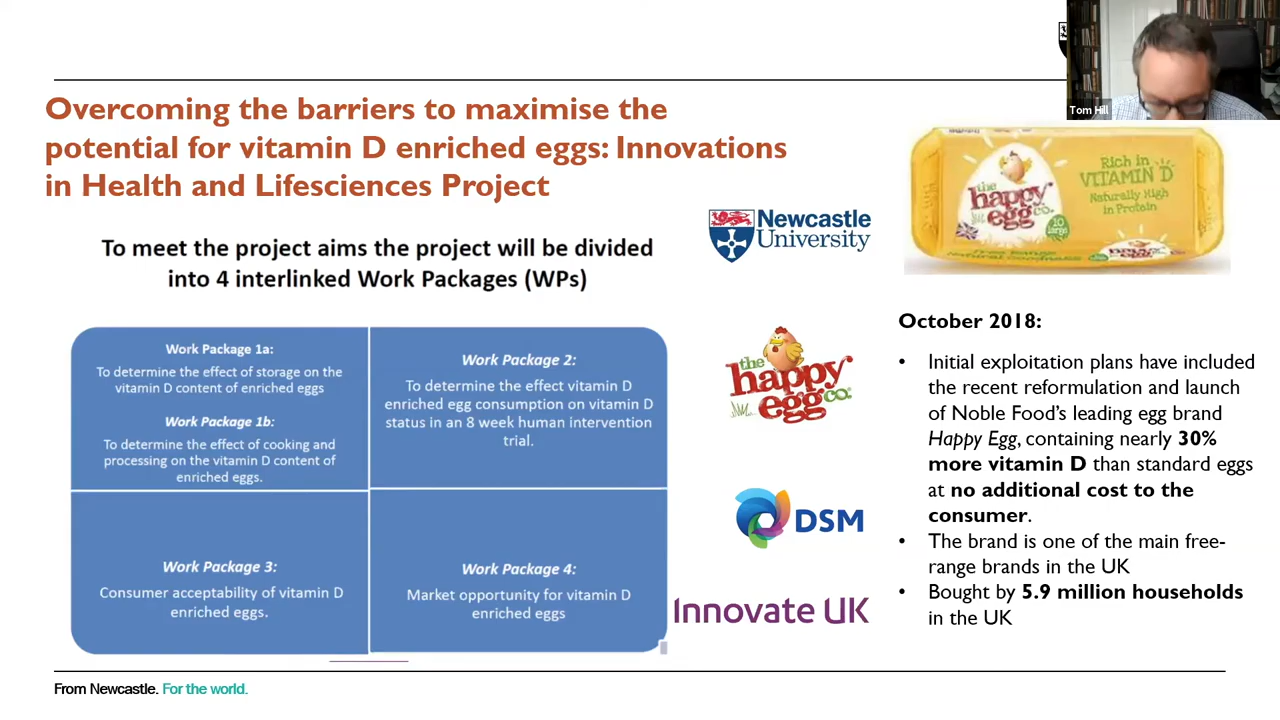 Tom Hill
Overcoming the barriers to maximise the
potential for vitamin D enriched eggs: Innovations
in Health and Lifesciences Project
To meet the project aims the project will be divided
into 4 interlinked Work Packages (WPs)
Work Package 1a:
To determine the effect of storage on the
vitamin D content of enriched eggs
Work Package 1b:
To determine the effect of cooking and
processing on the vitamin D content of
enriched eggs.
Work Package 2:
To determine the effect vitamin D
enriched egg consumption on vitamin D
status in an 8 week human intervention
trial.
Work Package 3:
Consumer acceptability of vitamin D
enriched eggs.
Work Package 4:
Market opportunity for vitamin D
enriched eggs
Newcastle
University
the
happy
egg co.
DSM
Innovate UK
the
happy
egg co.
10
large
Rich in
VITAMIN D
Naturally High
in Protein
happy
egg
October 2018:
• Initial exploitation plans have included
the recent reformulation and launch
of Noble Food's leading egg brand
Happy Egg, containing nearly 30%
more vitamin D than standard eggs
at no additional cost to the
consumer.
• The brand is one of the main free-
range brands in the UK
• Bought by 5.9 million households
in the UK
From Newcastle. For the world.